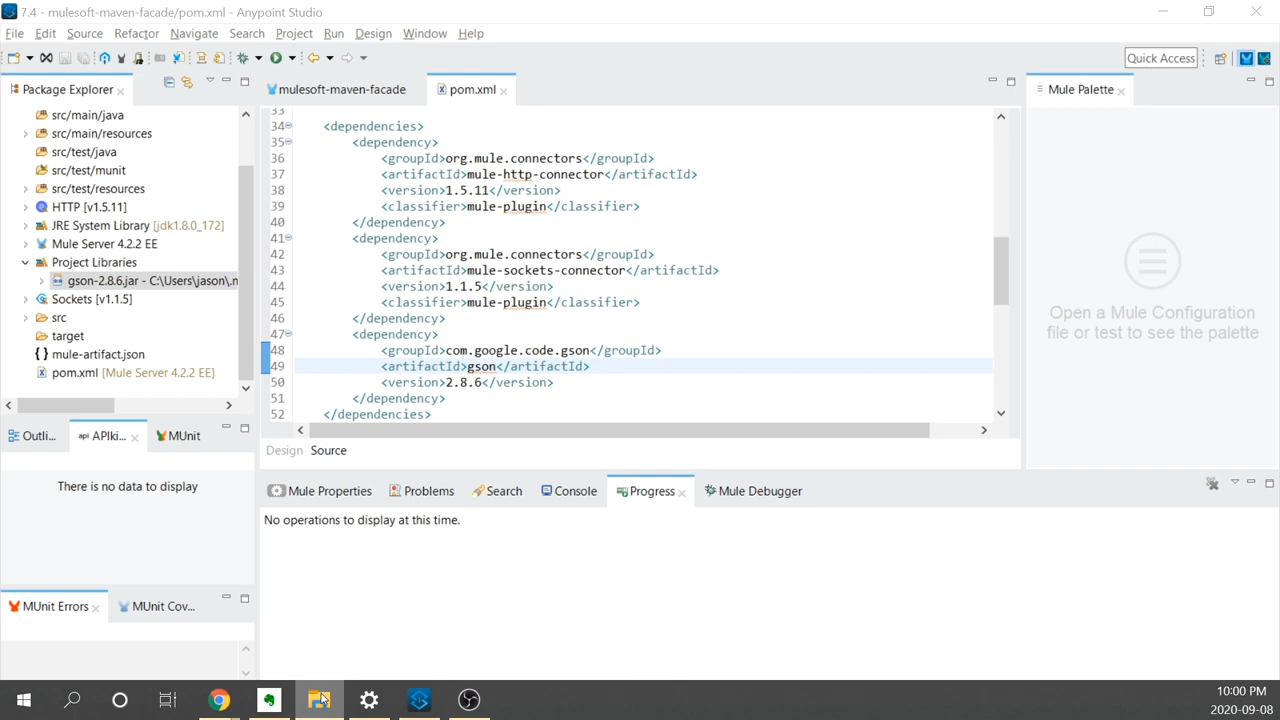 7.4 - mulesoft-maven-facade/pom.xml - Anypoint Studio
File Edit Source Refactor Navigate Search Project Run Design Window Help
Quick Access
Package Explorer
src/main/java
src/main/resources
src/test/java
src/test/munit
src/test/resources
HTTP [v1.5.11]
JRE System Library [jdk1.8.0_172]
Mule Server 4.2.2 EE
Project Libraries
gson-2.8.6.jar - C:\Users\jason\.n
Sockets [v1.1.5]
src
target
mule-artifact.json
pom.xml [Mule Server 4.2.2 EE]
mulesoft-maven-facade pom.xml
33
34 <dependencies>
35 <dependency>
36 <groupId>org.mule.connectors</groupId>
37 <artifactId>mule-http-connector</artifactId>
38 <version>1.5.11</version>
39 <classifier>mule-plugin</classifier>
40 </dependency>
41 <dependency>
42 <groupId>org.mule.connectors</groupId>
43 <artifactId>mule-sockets-connector</artifactId>
44 <version>1.1.5</version>
45 <classifier>mule-plugin</classifier>
46 </dependency>
47 <dependency>
48 <groupId>com.google.code.gson</groupId>
49 <artifactId>gson</artifactId>
50 <version>2.8.6</version>
51 </dependency>
52 </dependencies>
Design Source
Mule Palette
Open a Mule Configuration
file or test to see the palette
Outli... api APIki... MUnit
There is no data to display
MUnit Errors MUnit Cov...
Mule Properties Problems Search Console Progress Mule Debugger
No operations to display at this time.
10:00 PM
2020-09-08